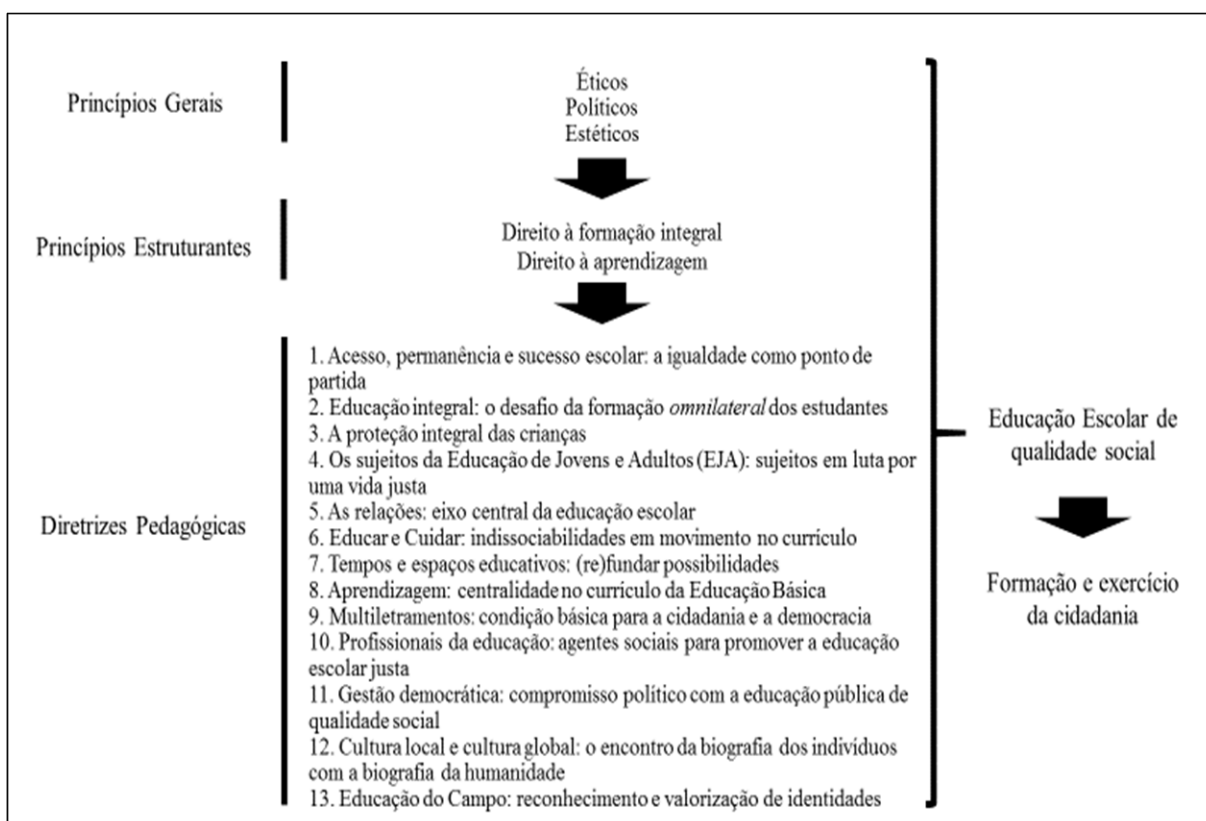 Princípios Gerais
Éticos
Políticos
Estéticos
Princípios Estruturantes
Direito à formação integral
Direito à aprendizagem
Diretrizes Pedagógicas
1. Acesso, permanência e sucesso escolar: a igualdade como ponto de
partida
2. Educação integral: o desafio da formação omnilateral dos estudantes
3. A proteção integral das crianças
4. Os sujeitos da Educação de Jovens e Adultos (EJA): sujeitos em luta por
uma vida justa
5. As relações: eixo central da educação escolar
6. Educar e Cuidar: indissociabilidades em movimento no currículo
7. Tempos e espaços educativos: (re)fundar possibilidades
8. Aprendizagem: centralidade no currículo da Educação Básica
9. Multiletramentos: condição básica para a cidadania e a democracia
10. Profissionais da educação: agentes sociais para promover a educação
escolar justa
11. Gestão democrática: compromisso político com a educação pública de
qualidade social
12. Cultura local e cultura global: o encontro da biografia dos indivíduos
com a biografia da humanidade
13. Educação do Campo: reconhecimento e valorização de identidades
Educação Escolar de
qualidade social
Formação e exercício
da cidadania